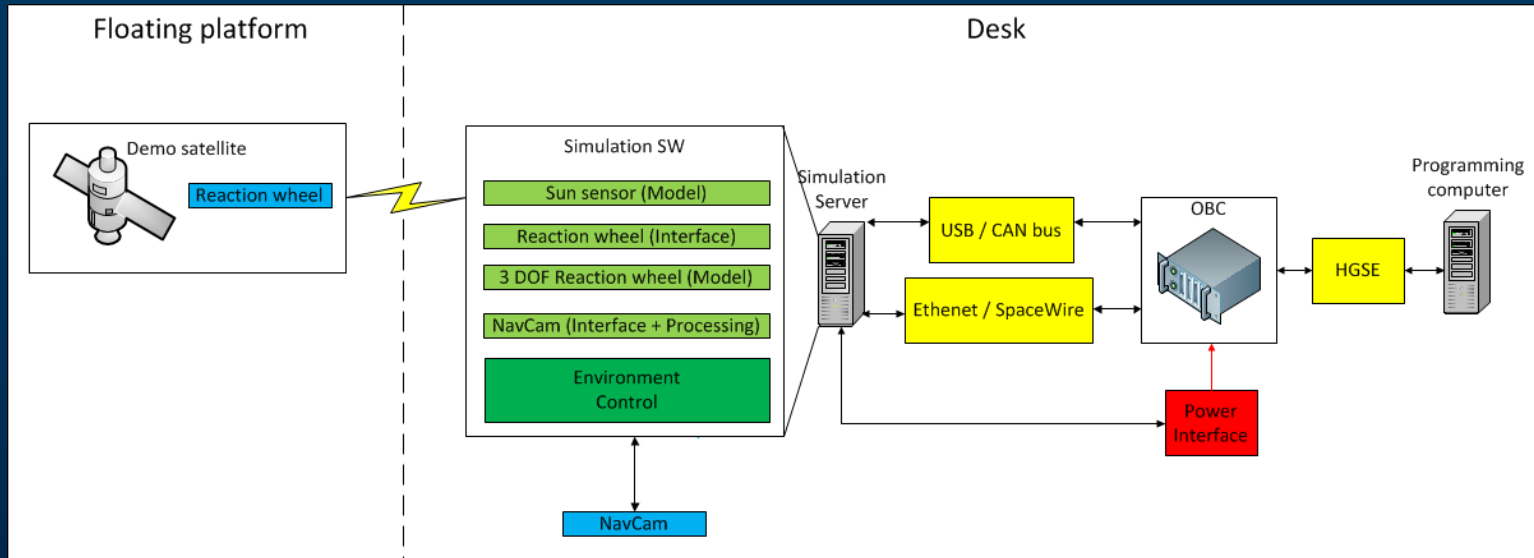 Floating platform
Desk
Demo satellite
Reaction wheel
Simulation SW
Sun sensor (Model)
Reaction wheel (Interface)
3 DOF Reaction wheel (Model)
NavCam (Interface + Processing)
Environment
Control
NavCam
Simulation
Server
USB / CAN bus
Ethenet / SpaceWire
OBC
Power
Interface
HGSE
Programming
computer